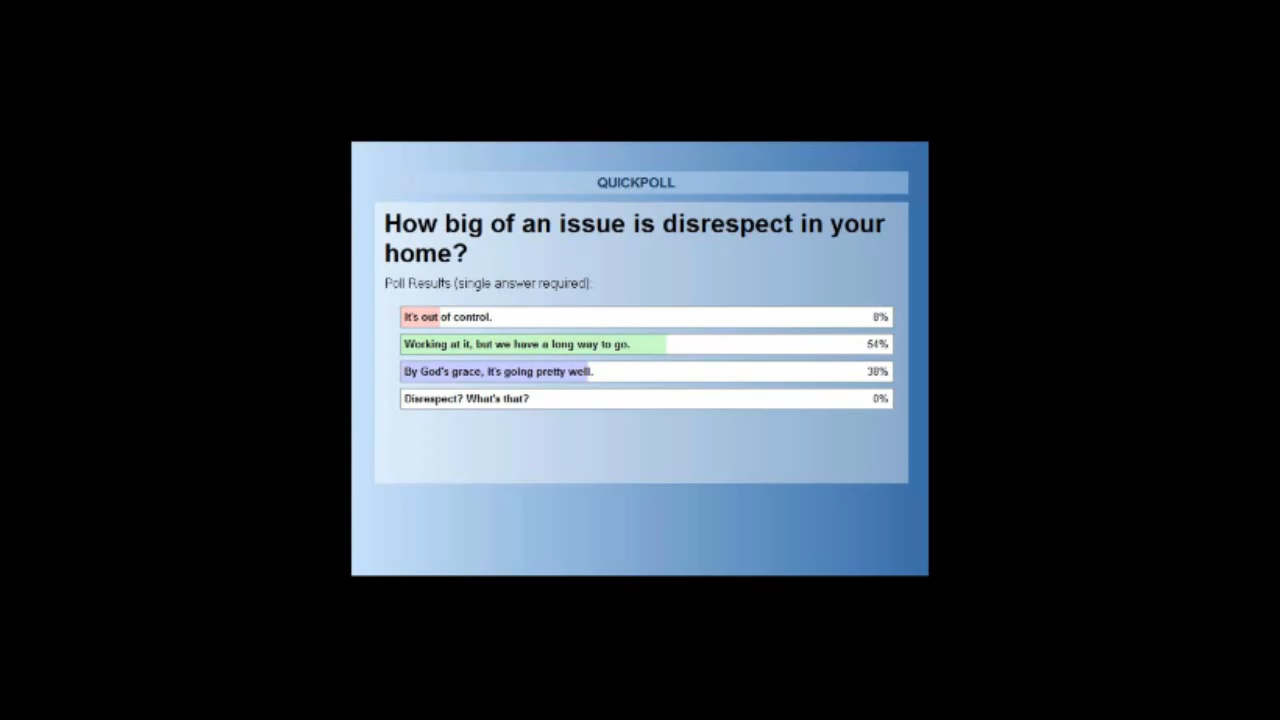 QUICKPOLL
How big of an issue is disrespect in your
home?
Poll Results (single answer required):
It's out of control. 8%
Working at it, but we have a long way to go. 54%
By God's grace, it's going pretty well. 38%
Disrespect? What's that? 0%